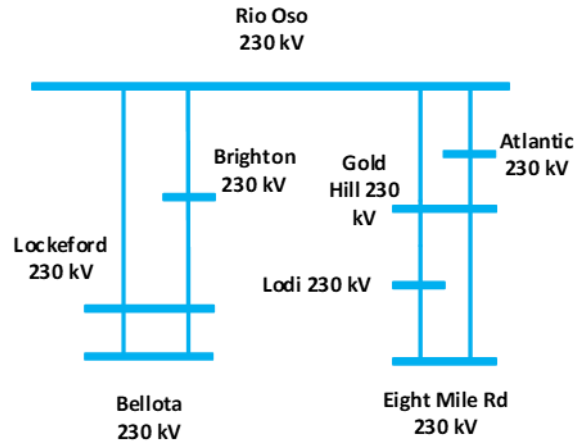 Rio Oso
230 kV
Atlantic
230 kV
Brighton
230 kV
Gold
Hill 230
kV
Lockeford
230 kV
Lodi 230 kV
Bellota
230 kV
Eight Mile Rd
230 kV